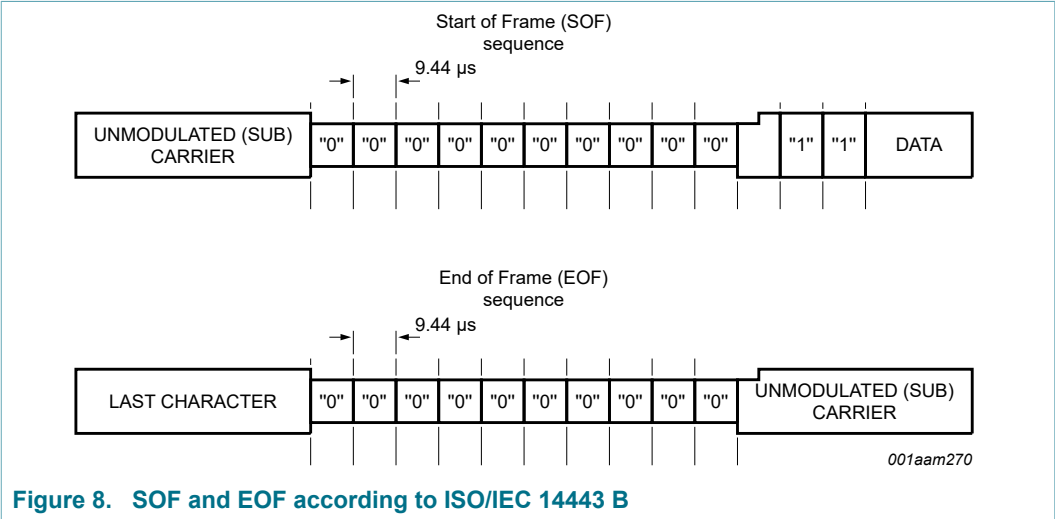 Start of Frame (SOF)
sequence
9.44 µs
UNMODULATED (SUB)
CARRIER
"0" "0" "0" "0" "0" "0" "0" "0" "0" "0" "1" "1" DATA
End of Frame (EOF)
sequence
9.44 µs
LAST CHARACTER "0" "0" "0" "0" "0" "0" "0" "0" "0" "0" UNMODULATED (SUB)
CARRIER
001aam270
Figure 8. SOF and EOF according to ISO/IEC 14443 B